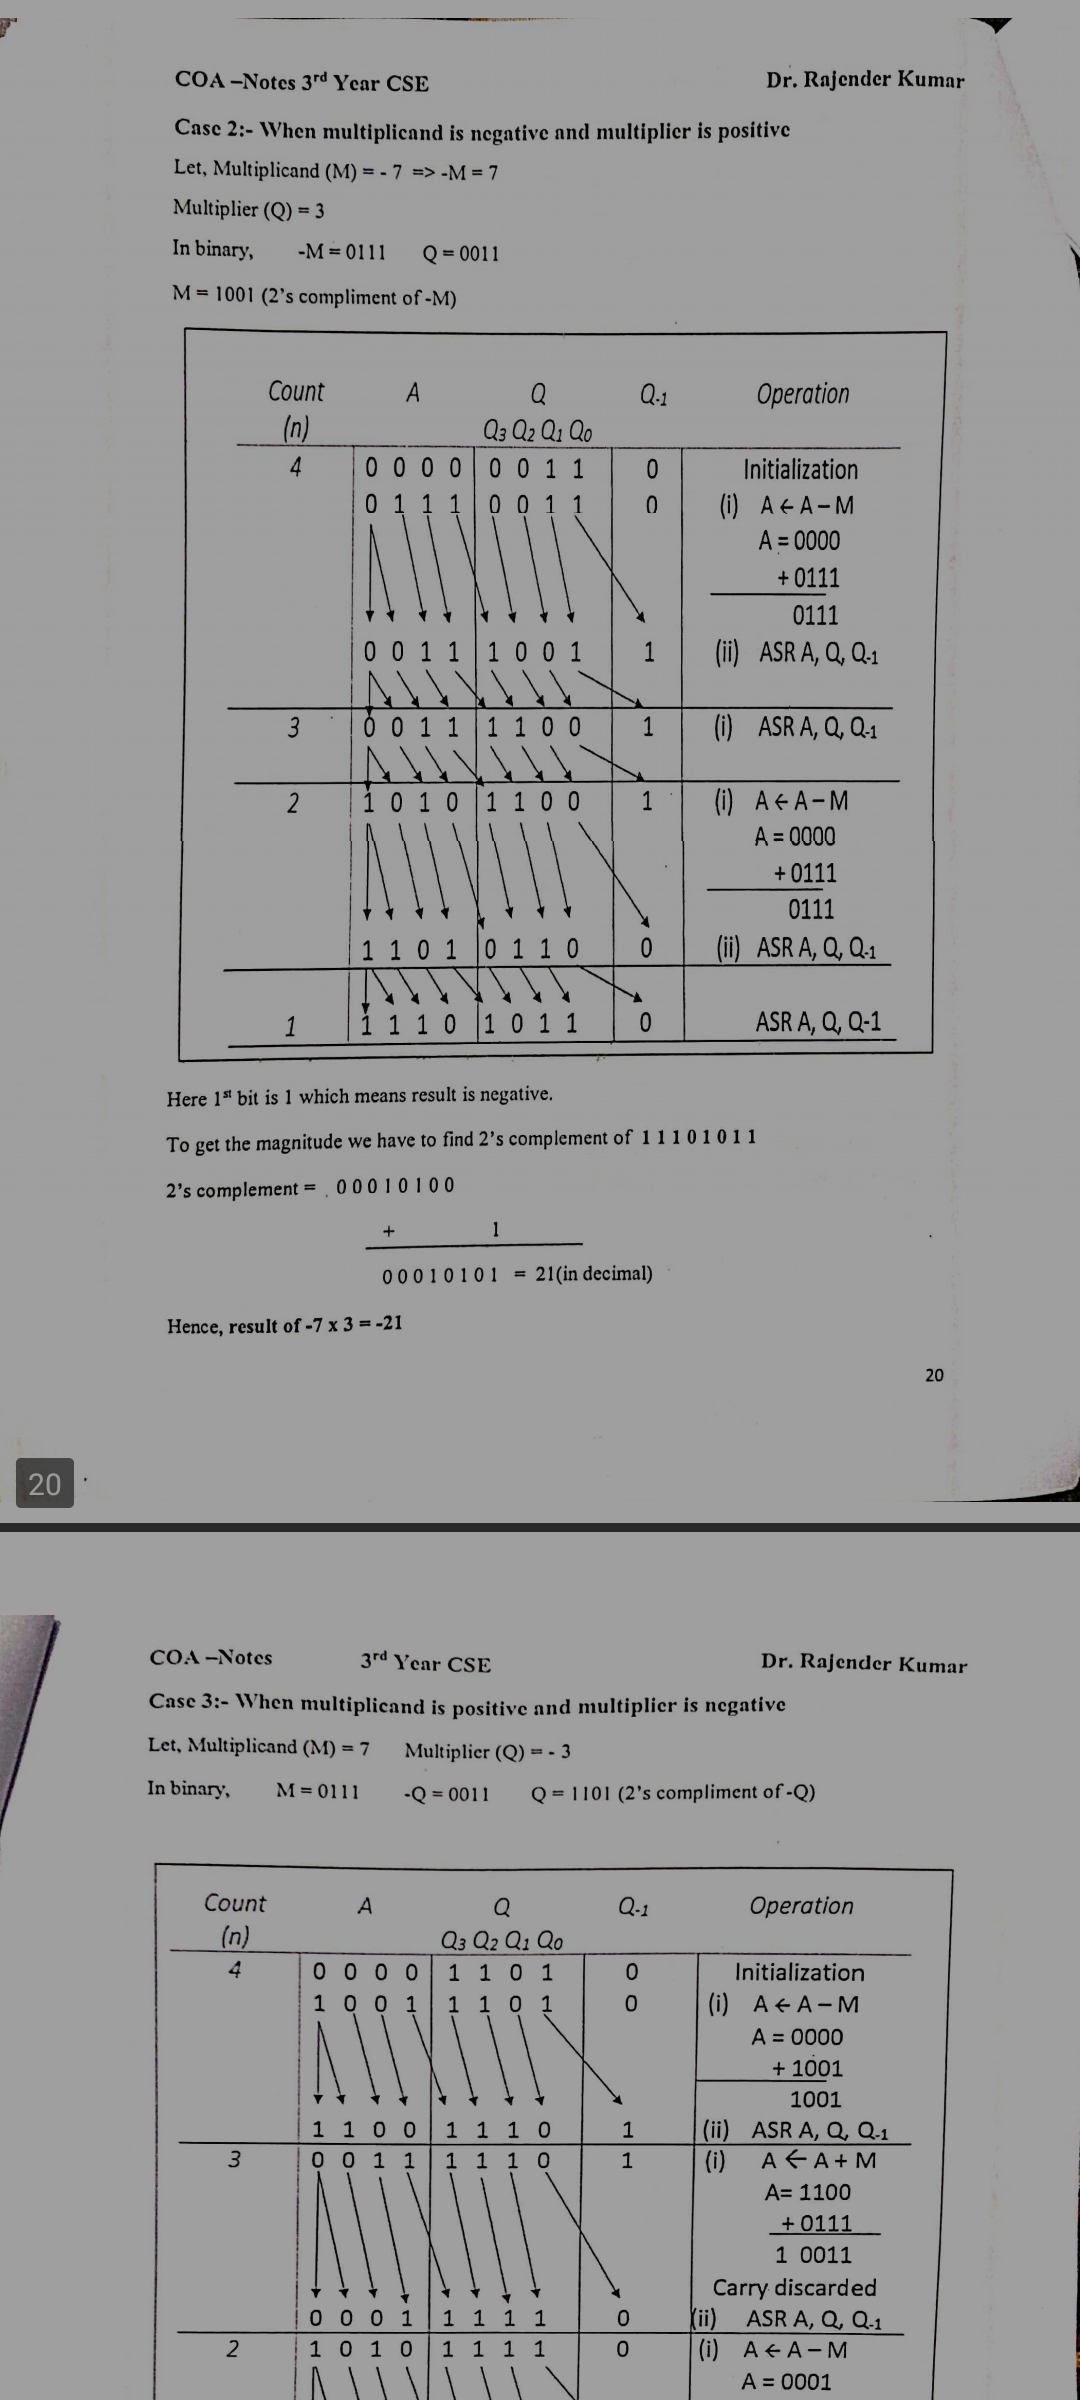 COA –Notes 3rd Year CSE Dr. Rajender Kumar
Case 2:- When multiplicand is negative and multiplier is positive
Let, Multiplicand (M) = - 7 => -M = 7
Multiplier (Q) = 3
In binary, -M = 0111 Q = 0011
M = 1001 (2's compliment of -M)
Count A Q Q-1 Operation
(n) Q3 Q2 Q1 Q0
4 0 0 0 0 0 0 1 1 0 Initialization
0 1 1 1 0 0 1 1 0 (i) A ← A – M
A = 0000
+ 0111
0111
0 0 1 1 1 0 0 1 1 (ii) ASR A, Q, Q-1
3 0 0 1 1 1 1 0 0 1 (i) ASR A, Q, Q-1
2 1 0 1 0 1 1 0 0 1 (i) A ← A – M
A = 0000
+ 0111
0111
1 1 0 1 0 1 1 0 0 (ii) ASR A, Q, Q-1
1 1 1 1 0 1 0 1 1 0 ASR A, Q, Q-1
Here 1st bit is 1 which means result is negative.
To get the magnitude we have to find 2's complement of 1 1 1 0 1 0 1 1
2's complement = 0 0 0 1 0 1 0 0
+ 1
0 0 0 1 0 1 0 1 = 21(in decimal)
Hence, result of -7 x 3 = -21
20
20
COA –Notes 3rd Year CSE Dr. Rajender Kumar
Case 3:- When multiplicand is positive and multiplier is negative
Let, Multiplicand (M) = 7 Multiplier (Q) = - 3
In binary, M = 0111 -Q = 0011 Q = 1101 (2's compliment of -Q)
Count A Q Q-1 Operation
(n) Q3 Q2 Q1 Q0
4 0 0 0 0 1 1 0 1 0 Initialization
1 0 0 1 1 1 0 1 0 (i) A ← A – M
A = 0000
+ 1001
1001
1 1 0 0 1 1 1 0 1 (ii) ASR A, Q, Q-1
3 0 0 1 1 1 1 1 0 1 (i) A ← A + M
A= 1100
+ 0111
1 0011
Carry discarded
0 0 0 1 1 1 1 1 0 (ii) ASR A, Q, Q-1
2 1 0 1 0 1 1 1 1 0 (i) A ← A – M
A = 0001